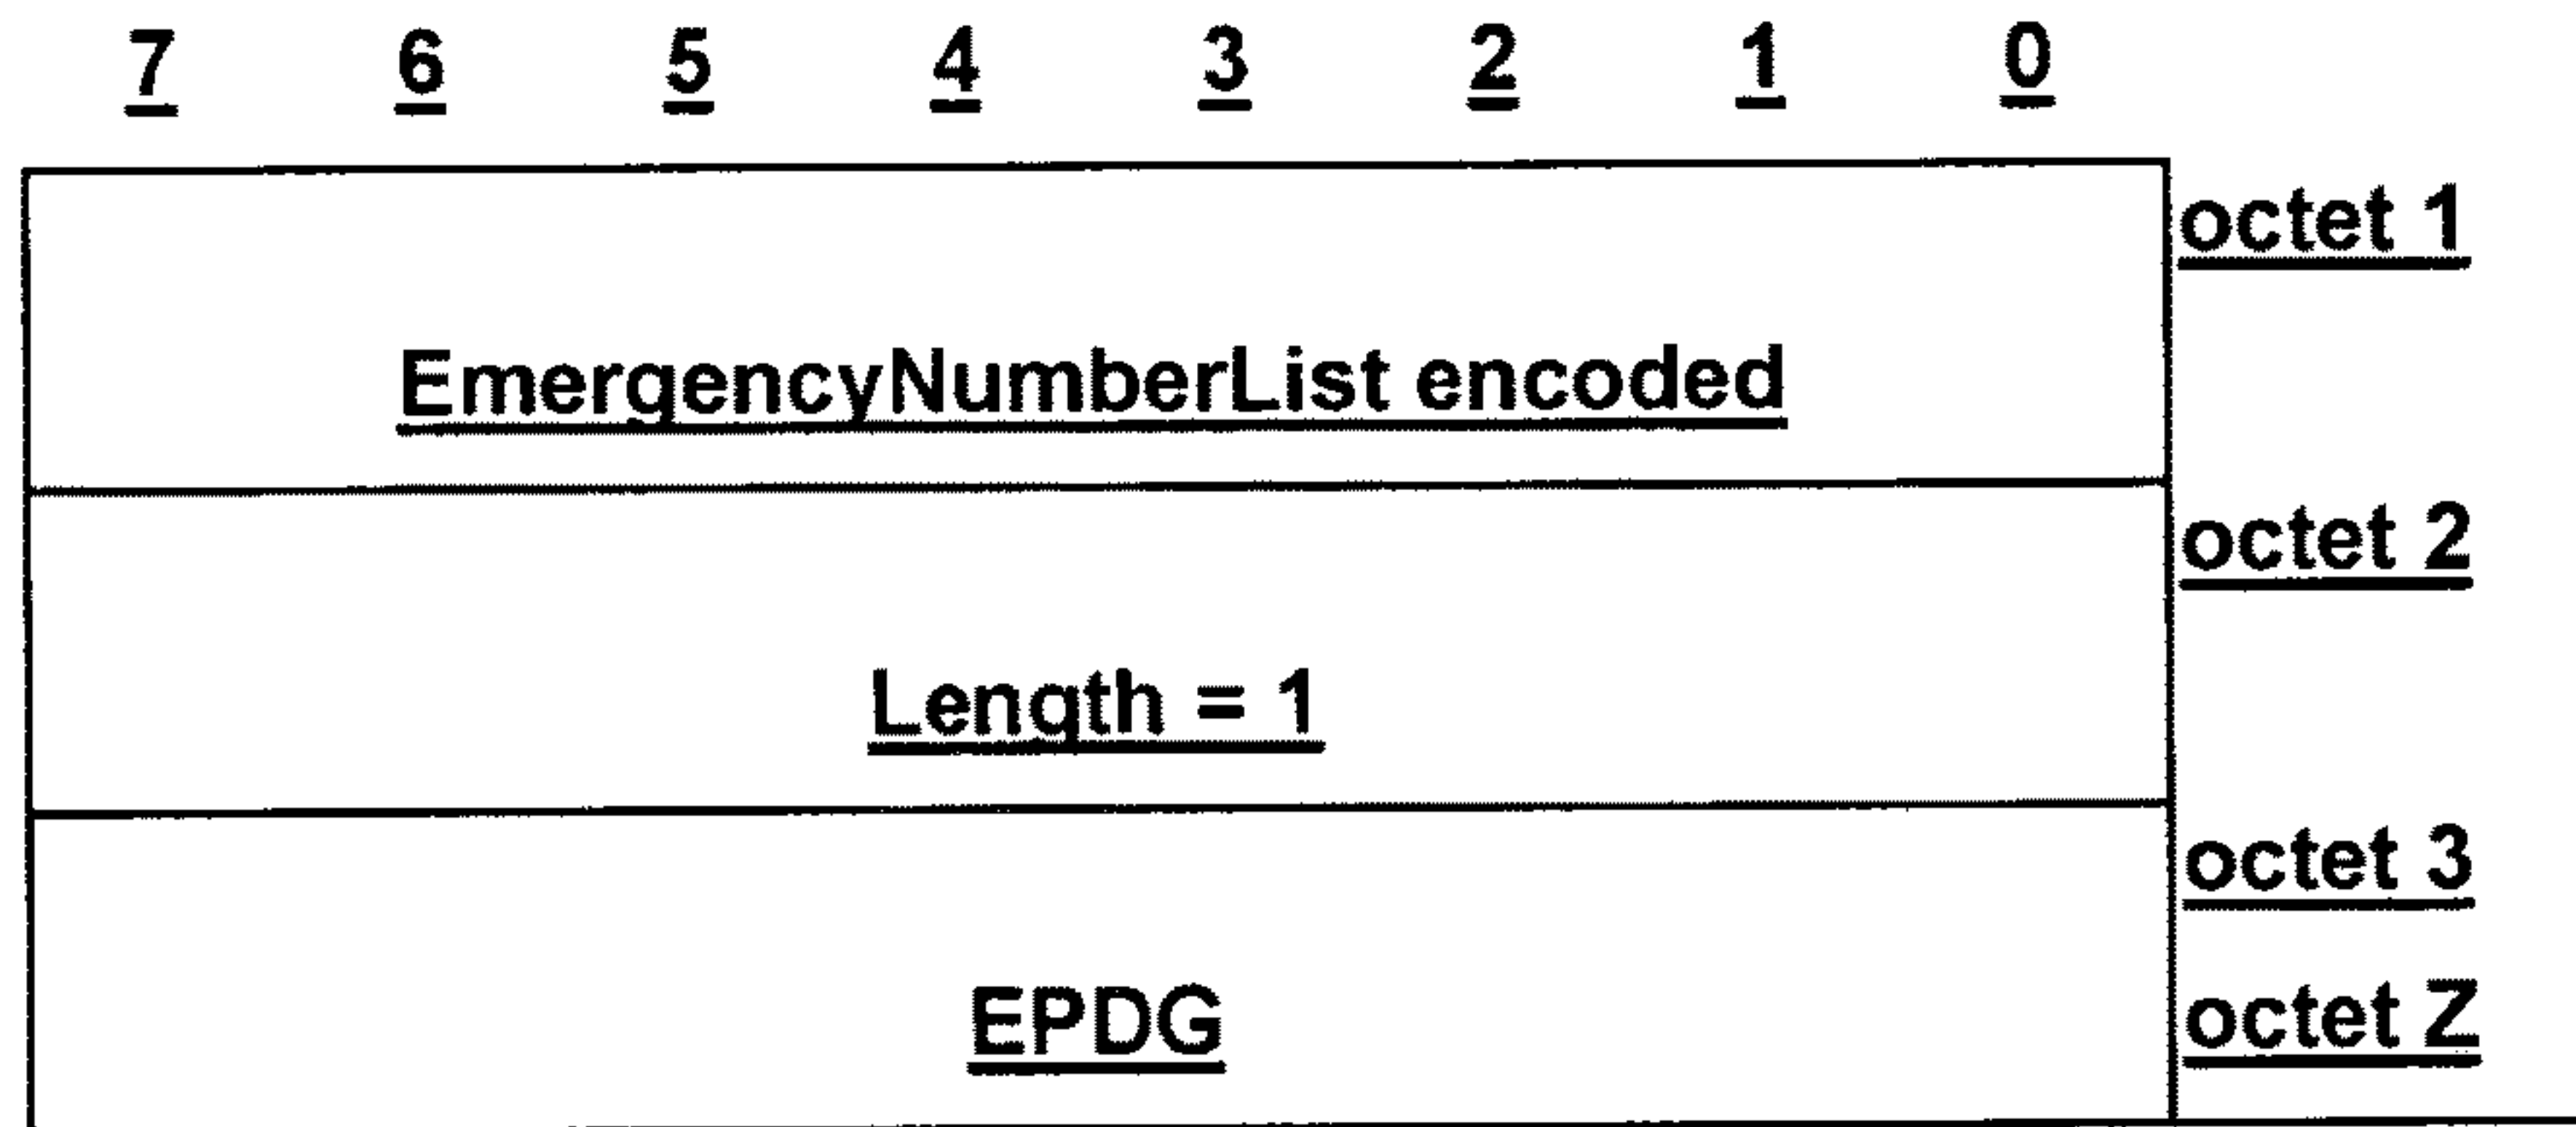 7 6 5 4 3 2 1 0
octet 1
EmergencyNumberList encoded
octet 2
Length = 1
octet 3
EPDG octet Z